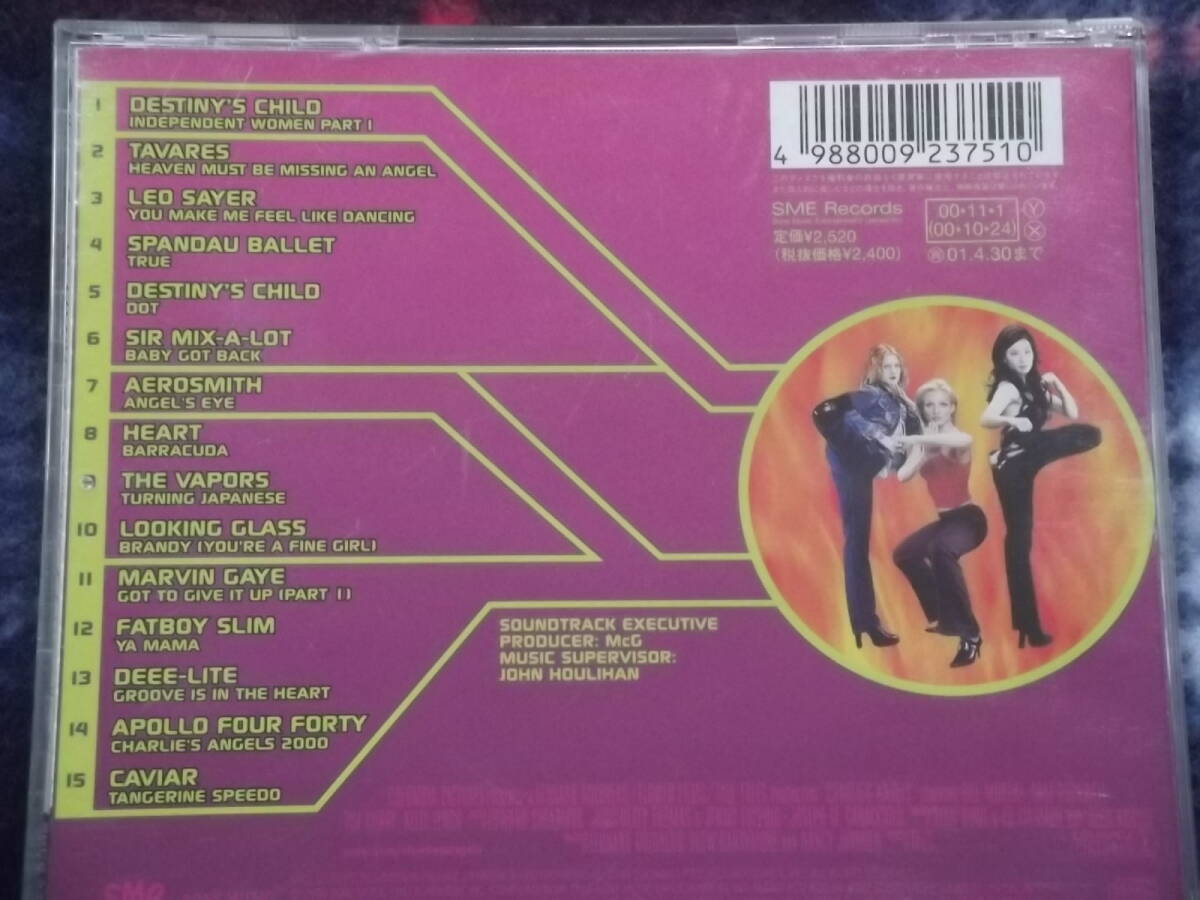 1 DESTINY'S CHILD
INDEPENDENT WOMEN PART I
2 TAVARES
HEAVEN MUST BE MISSING AN ANGEL
3 LEO SAYER
YOU MAKE ME FEEL LIKE DANCING
4 SPANDAU BALLET
TRUE
5 DESTINY'S CHILD
DOT
6 SIR MIX-A-LOT
BABY GOT BACK
7 AEROSMITH
ANGEL'S EYE
8 HEART
BARRACUDA
9 THE VAPORS
TURNING JAPANESE
10 LOOKING GLASS
BRANDY (YOU'RE A FINE GIRL)
11 MARVIN GAYE
GOT TO GIVE IT UP (PART 1)
12 FATBOY SLIM
YA MAMA
13 DEEE-LITE
GROOVE IS IN THE HEART
14 APOLLO FOUR FORTY
CHARLIE'S ANGELS 2000
15 CAVIAR
TANGERINE SPEEDO
SOUNDTRACK EXECUTIVE
PRODUCER: McG
MUSIC SUPERVISOR:
JOHN HOULIHAN
4 988009 237510
SME Records
定価¥2,520
(税抜価格¥2,400)
00・11・1 Ⓨ
(00・10・24) Ⓧ
01.4.30まで